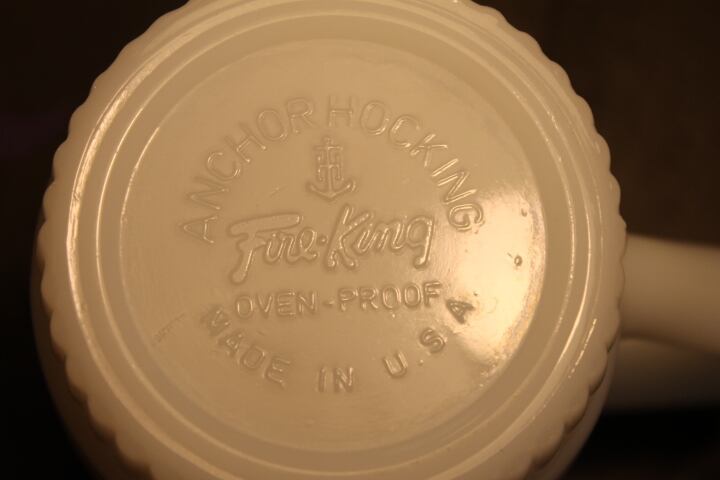 ANCHOR HOCKING
Fire-King
OVEN-PROOF
MADE IN U.S.A